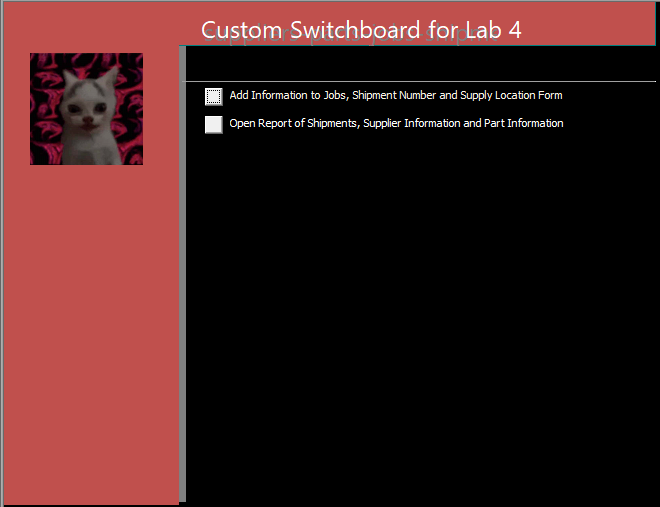 Custom Switchboard for Lab 4
Add Information to Jobs, Shipment Number and Supply Location Form
Open Report of Shipments, Supplier Information and Part Information